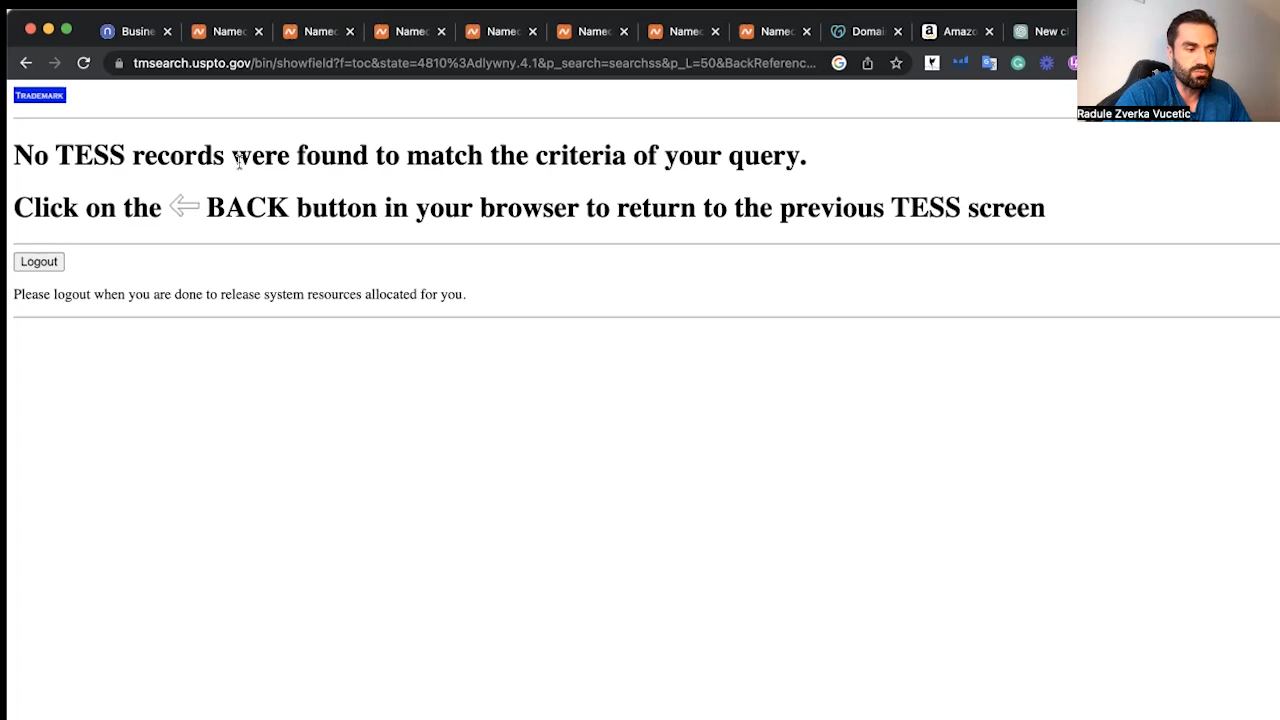 Busine
Namec
Namec
Namec
Namec
Namec
Namec
Namec
Domai
Amazo
New c
tmsearch.uspto.gov/bin/showfield?f=toc&state=4810%3Adlywny.4.1&p_search=searchss&p_L=50&BackReferenc...
Radule Zverka Vucetic
TRADEMARK
No TESS records were found to match the criteria of your query.
Click on the BACK button in your browser to return to the previous TESS screen
Logout
Please logout when you are done to release system resources allocated for you.